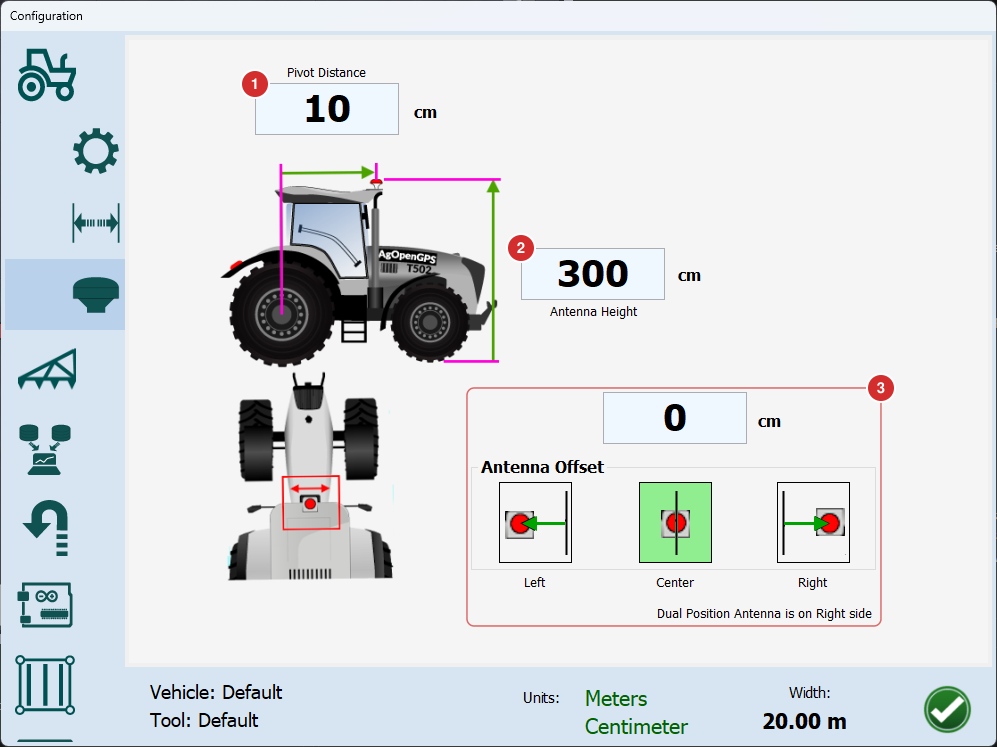 Configuration
Pivot Distance
1
10 cm
AgOpenGPS
T502
2
300 cm
Antenna Height
3
0 cm
Antenna Offset
Left Center Right
Dual Position Antenna is on Right side
Vehicle: Default
Tool: Default
Units: Meters
Centimeter
Width:
20.00 m